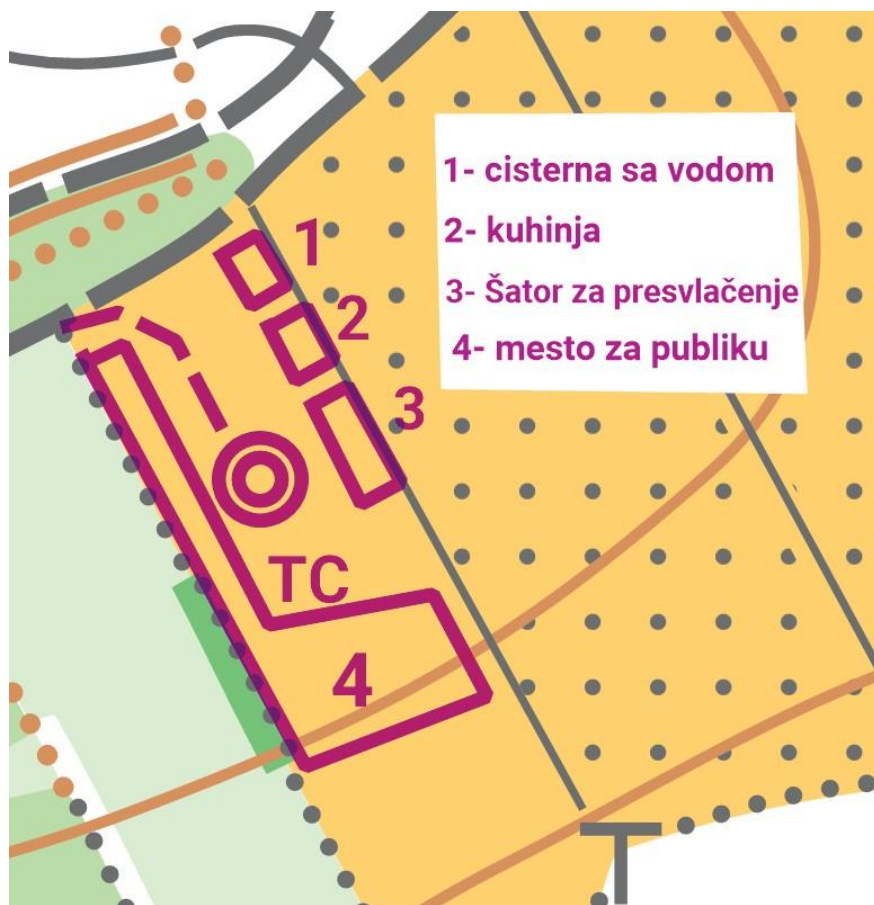 1- cisterna sa vodom
2- kuhinja
3- Šator za presvlačenje
4- mesto za publiku
1
2
3
TC
4